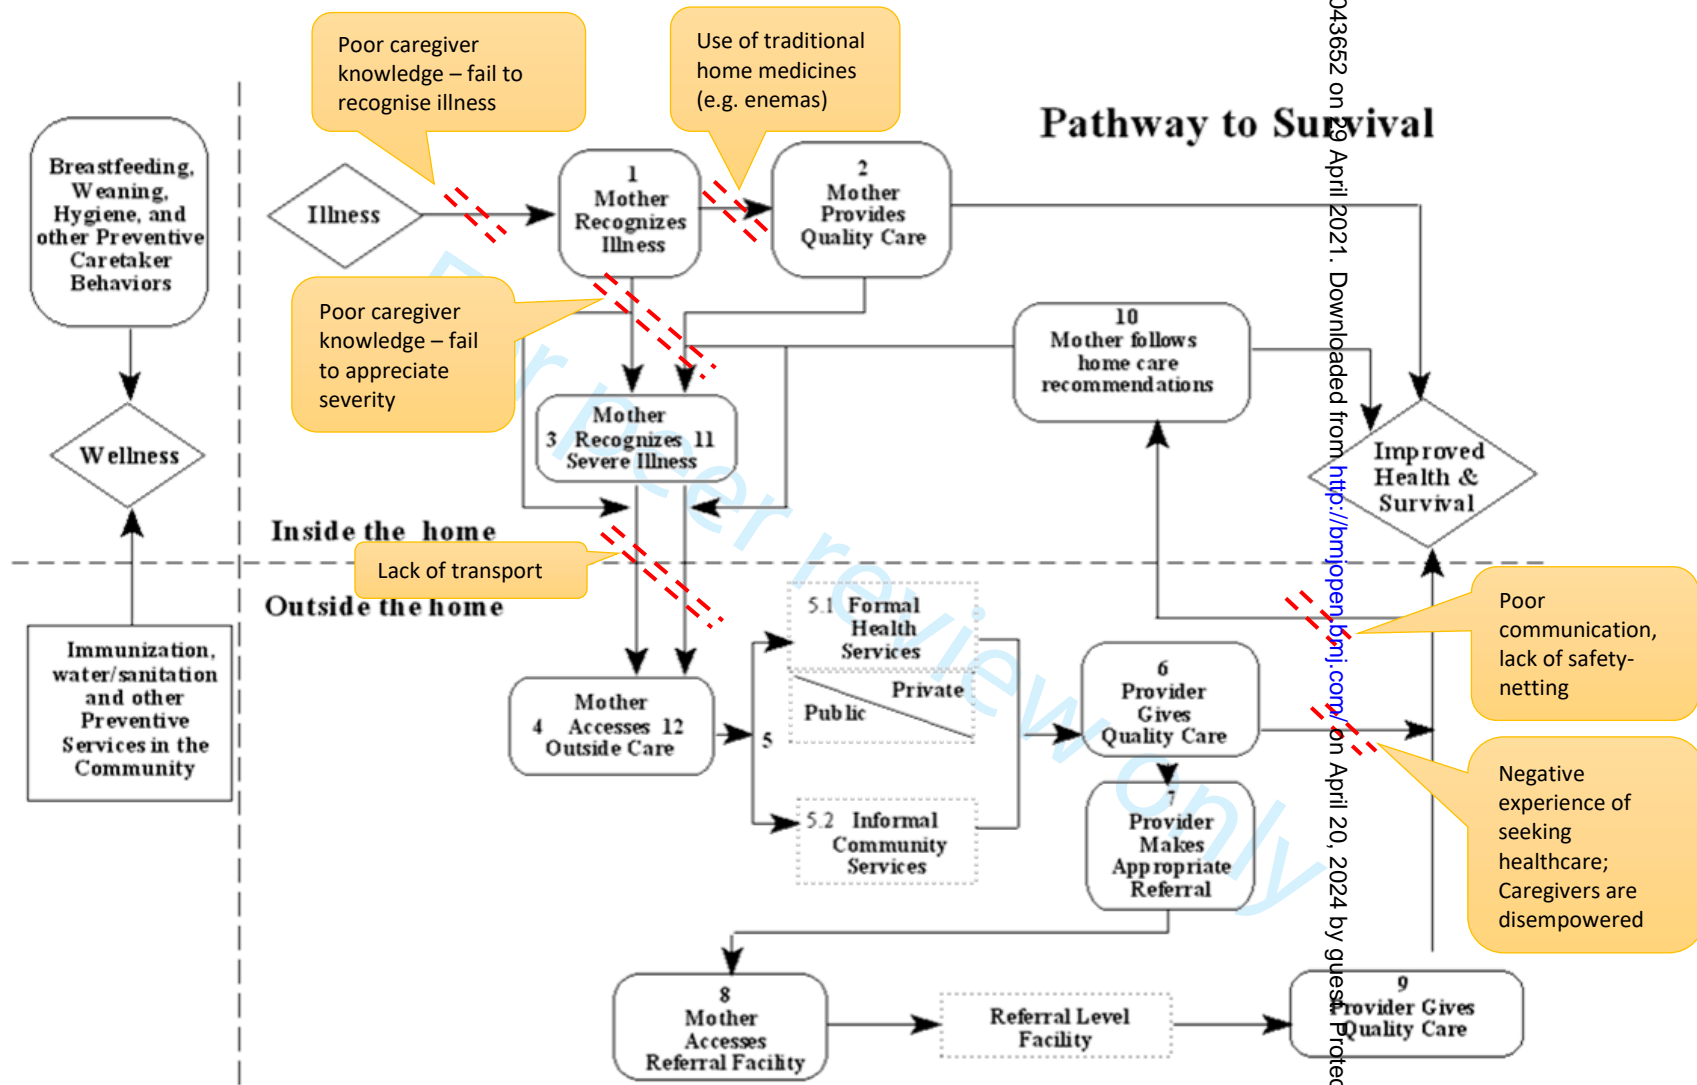 Pathway to Survival
Poor caregiver
knowledge – fail to
recognise illness
Use of traditional
home medicines
(e.g. enemas)
Breastfeeding,
Weaning,
Hygiene, and
other Preventive
Caretaker
Behaviors
Illness
1
Mother
Recognizes
Illness
2
Mother
Provides
Quality Care
Poor caregiver
knowledge – fail
to appreciate
severity
10
Mother follows
home care
recommendations
Wellness
Mother
3 Recognizes 11
Severe Illness
Improved
Health &
Survival
Inside the home
Lack of transport
Outside the home
Immunization,
water/sanitation
and other
Preventive
Services in the
Community
5.1 Formal
Health
Services
Private
Public
Mother
4 Accesses 12
Outside Care
5
5.2 Informal
Community
Services
6
Provider
Gives
Quality Care
Poor
communication,
lack of safety-
netting
7
Provider
Makes
Appropriate
Referral
Negative
experience of
seeking
healthcare;
Caregivers are
disempowered
8
Mother
Accesses
Referral Facility
Referral Level
Facility
9
Provider Gives
Quality Care
For peer review only
043652 on 29 April 2021. Downloaded from http://bmjopen.bmj.com/ on April 20, 2024 by guest. Protec